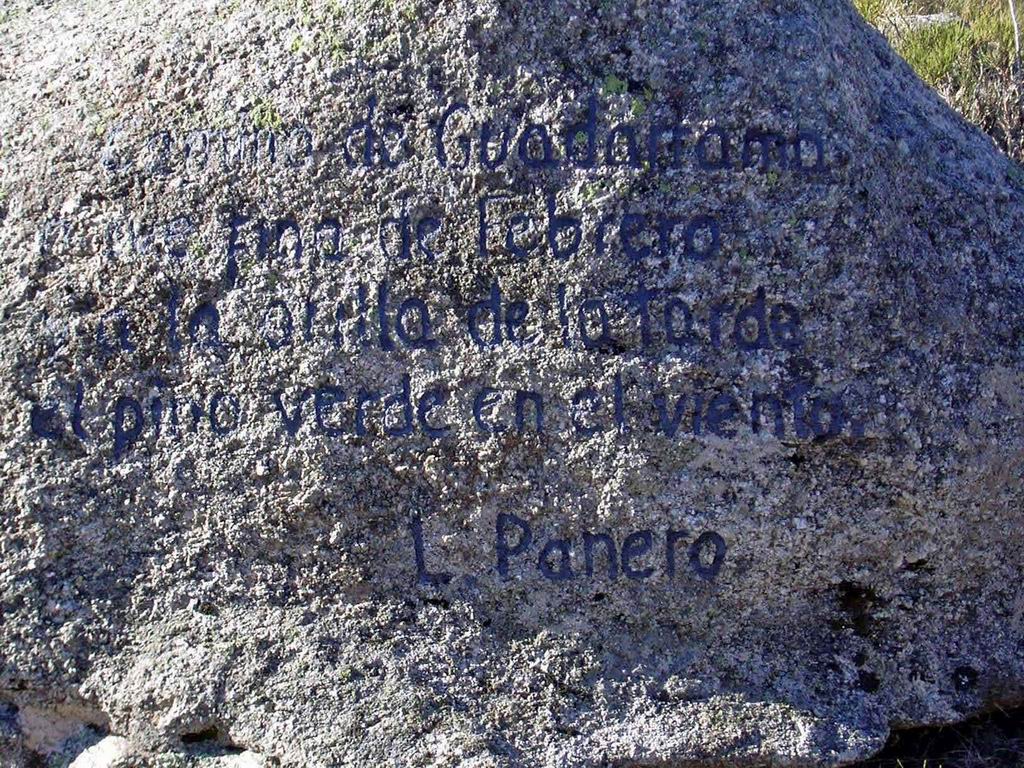 de Guadarrama,
fina de Febrero
a la orilla de la tarde
el pino verde en el viento.
L. Panero